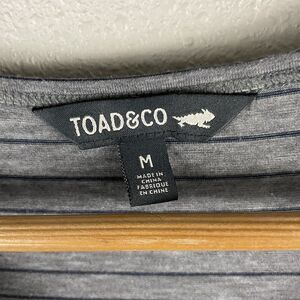 TOAD&CO
M
MADE IN
CHINA
FABRIQUÉ
EN CHINE